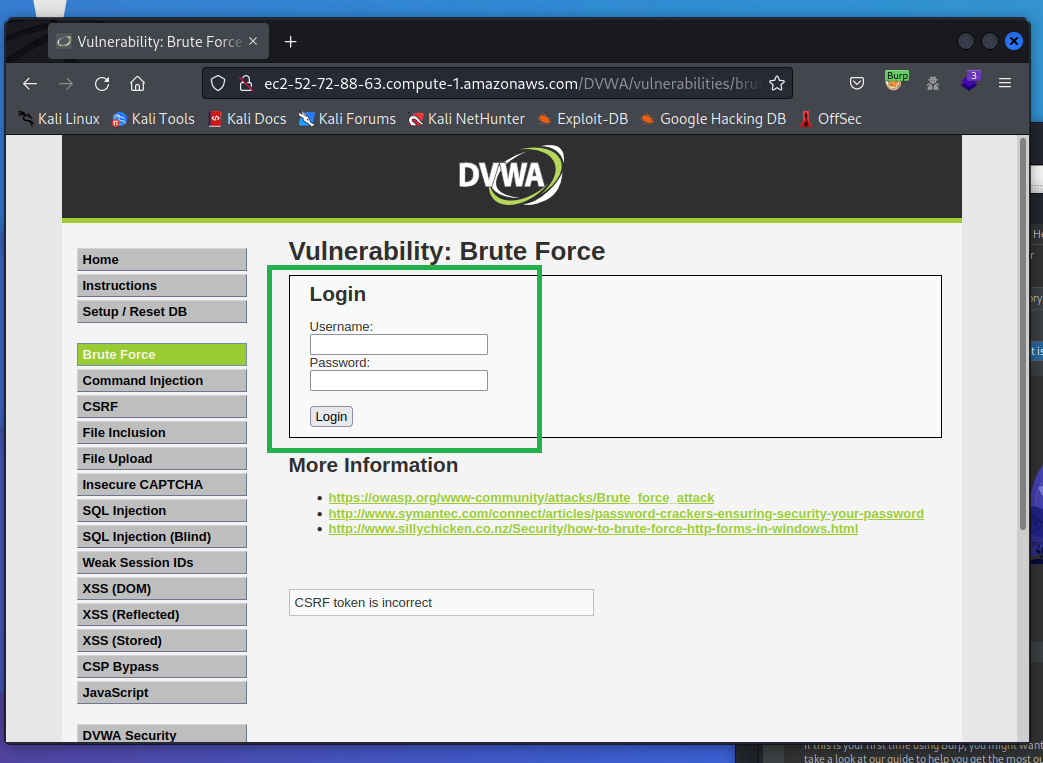 Vulnerability: Brute Force
ec2-52-72-88-63.compute-1.amazonaws.com/DVWA/vulnerabilities/bru
Burp
3
Kali Linux Kali Tools Kali Docs Kali Forums Kali NetHunter Exploit-DB Google Hacking DB OffSec
DVWA
Vulnerability: Brute Force
Home
Instructions
Setup / Reset DB
Brute Force
Command Injection
CSRF
File Inclusion
File Upload
Insecure CAPTCHA
SQL Injection
SQL Injection (Blind)
Weak Session IDs
XSS (DOM)
XSS (Reflected)
XSS (Stored)
CSP Bypass
JavaScript
DVWA Security
Login
Username:
Password:
Login
More Information
https://owasp.org/www-community/attacks/Brute_force_attack
http://www.symantec.com/connect/articles/password-crackers-ensuring-security-your-password
http://www.sillychicken.co.nz/Security/how-to-brute-force-http-forms-in-windows.html
CSRF token is incorrect
If this is your first time using Burp, you might want
take a look at our guide to help you get the most ou